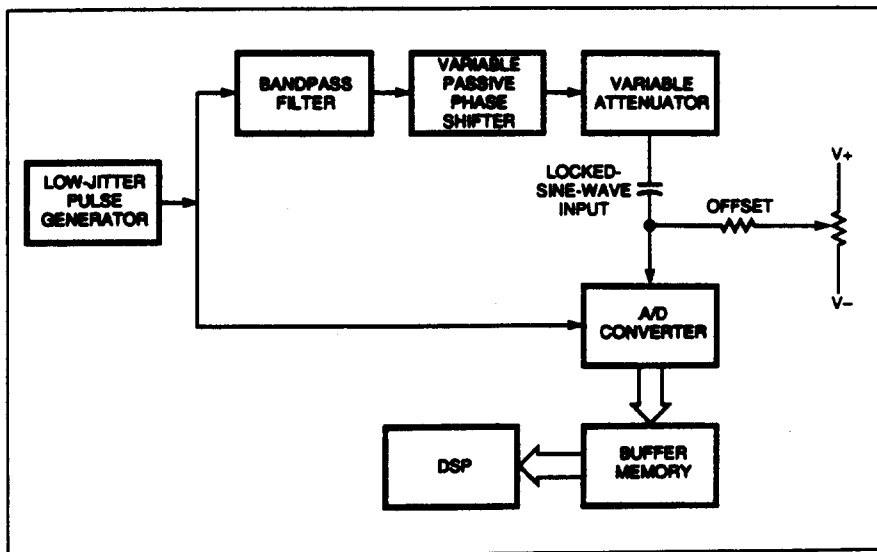 BANDPASS
FILTER
VARIABLE
PASSIVE
PHASE
SHIFTER
VARIABLE
ATTENUATOR
LOW-JITTER
PULSE
GENERATOR
LOCKED-
SINE-WAVE
INPUT
OFFSET
V+
V−
A/D
CONVERTER
DSP
BUFFER
MEMORY